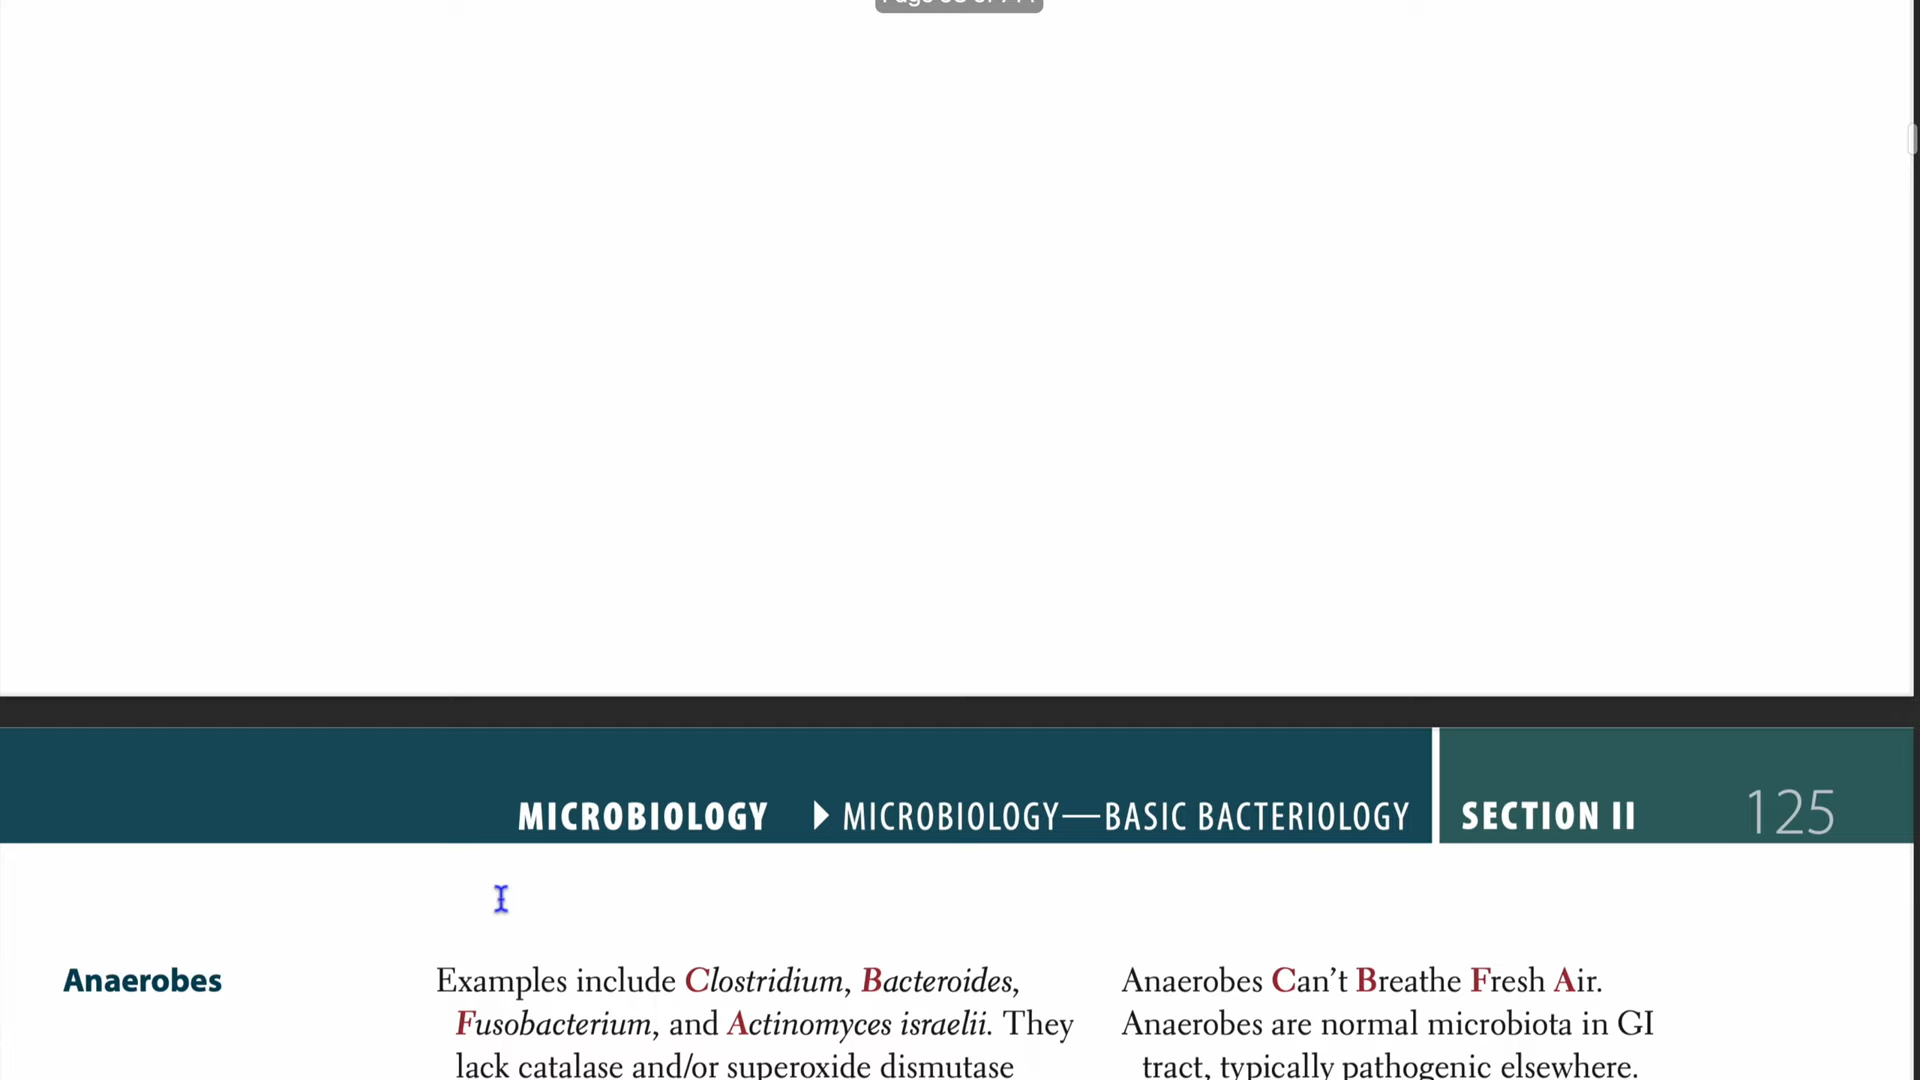 MICROBIOLOGY ▶ MICROBIOLOGY—BASIC BACTERIOLOGY SECTION II 125
Anaerobes
Examples include Clostridium, Bacteroides,
Fusobacterium, and Actinomyces israelii. They
lack catalase and/or superoxide dismutase
Anaerobes Can’t Breathe Fresh Air.
Anaerobes are normal microbiota in GI
tract, typically pathogenic elsewhere.